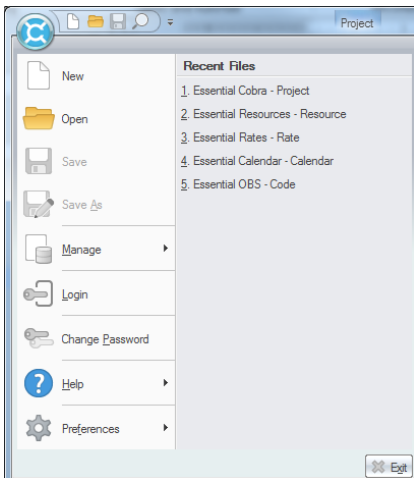 Project
New
Open
Save
Save As
Manage
Login
Change Password
Help
Preferences
Recent Files
1. Essential Cobra - Project
2. Essential Resources - Resource
3. Essential Rates - Rate
4. Essential Calendar - Calendar
5. Essential OBS - Code
Exit